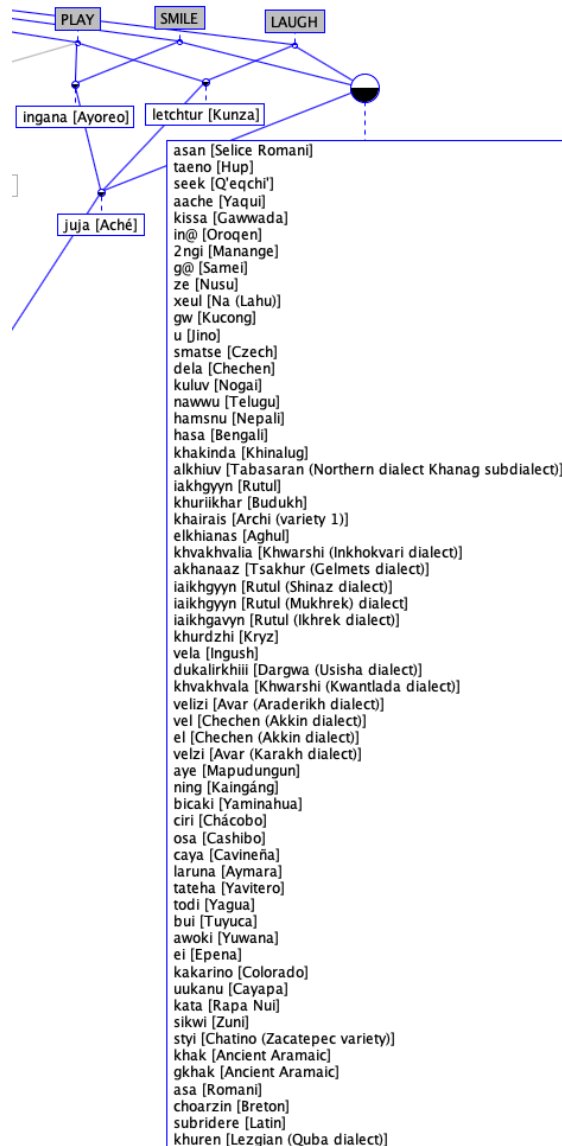 PLAY
SMILE
LAUGH
ingana [Ayoreo]
letchtur [Kunza]
juja [Aché]
asan [Selice Romani]
taeno [Hup]
seek [Q'eqchi']
aache [Yaqui]
kissa [Gawwada]
in@ [Oroqen]
2ngi [Manange]
g@ [Samei]
ze [Nusu]
xeul [Na (Lahu)]
gw [Kucong]
u [Jino]
smatse [Czech]
dela [Chechen]
kuluv [Nogai]
nawwu [Telugu]
hamsnu [Nepali]
hasa [Bengali]
khakinda [Khinalug]
alkhiuv [Tabasaran (Northern dialect Khanag subdialect)]
iakhgyyn [Rutul]
khuriikhar [Budukh]
khairais [Archi (variety 1)]
elkhianas [Aghul]
khvakhvalia [Khwarshi (Inkhokvari dialect)]
akhanaaz [Tsakhur (Gelmets dialect)]
iaikhgyyn [Rutul (Shinaz dialect)]
iaikhgyyn [Rutul (Mukhrek) dialect]
iaikhgavyn [Rutul (Ikhrek dialect)]
khurdzhi [Kryz]
vela [Ingush]
dukalirkhiii [Dargwa (Usisha dialect)]
khvakhvala [Khwarshi (Kwantlada dialect)]
velizi [Avar (Araderikh dialect)]
vel [Chechen (Akkin dialect)]
el [Chechen (Akkin dialect)]
velzi [Avar (Karakh dialect)]
aye [Mapudungun]
ning [Kaingáng]
bicaki [Yaminahua]
ciri [Chácobo]
osa [Cashibo]
caya [Cavineña]
laruna [Aymara]
tateha [Yavitero]
todi [Yagua]
bui [Tuyuca]
awoki [Yuwana]
ei [Epena]
kakarino [Colorado]
uukanu [Cayapa]
kata [Rapa Nui]
sikwi [Zuni]
styi [Chatino (Zacatepec variety)]
khak [Ancient Aramaic]
gkhak [Ancient Aramaic]
asa [Romani]
choarzin [Breton]
subridere [Latin]
khuren [Lezgian (Quba dialect)]